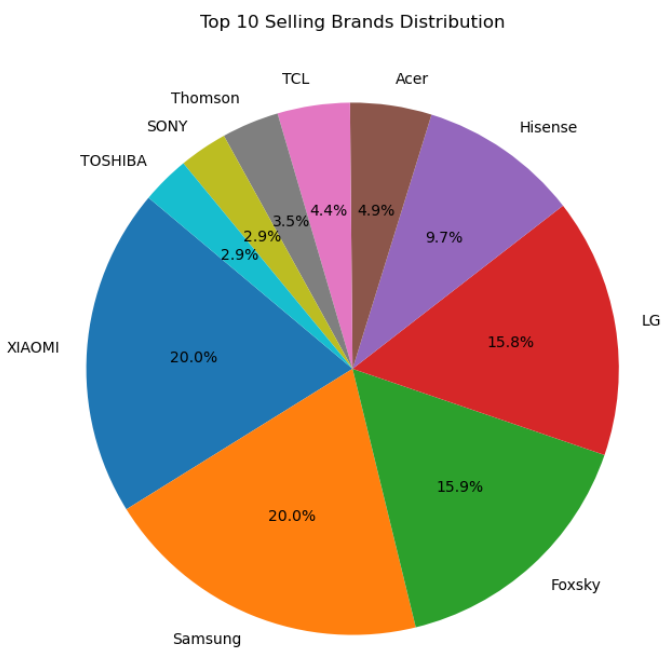 Top 10 Selling Brands Distribution
TCL
Acer
Thomson
Hisense
SONY
TOSHIBA
4.4%
4.9%
3.5%
2.9%
9.7%
2.9%
LG
15.8%
XIAOMI
20.0%
15.9%
20.0%
Foxsky
Samsung